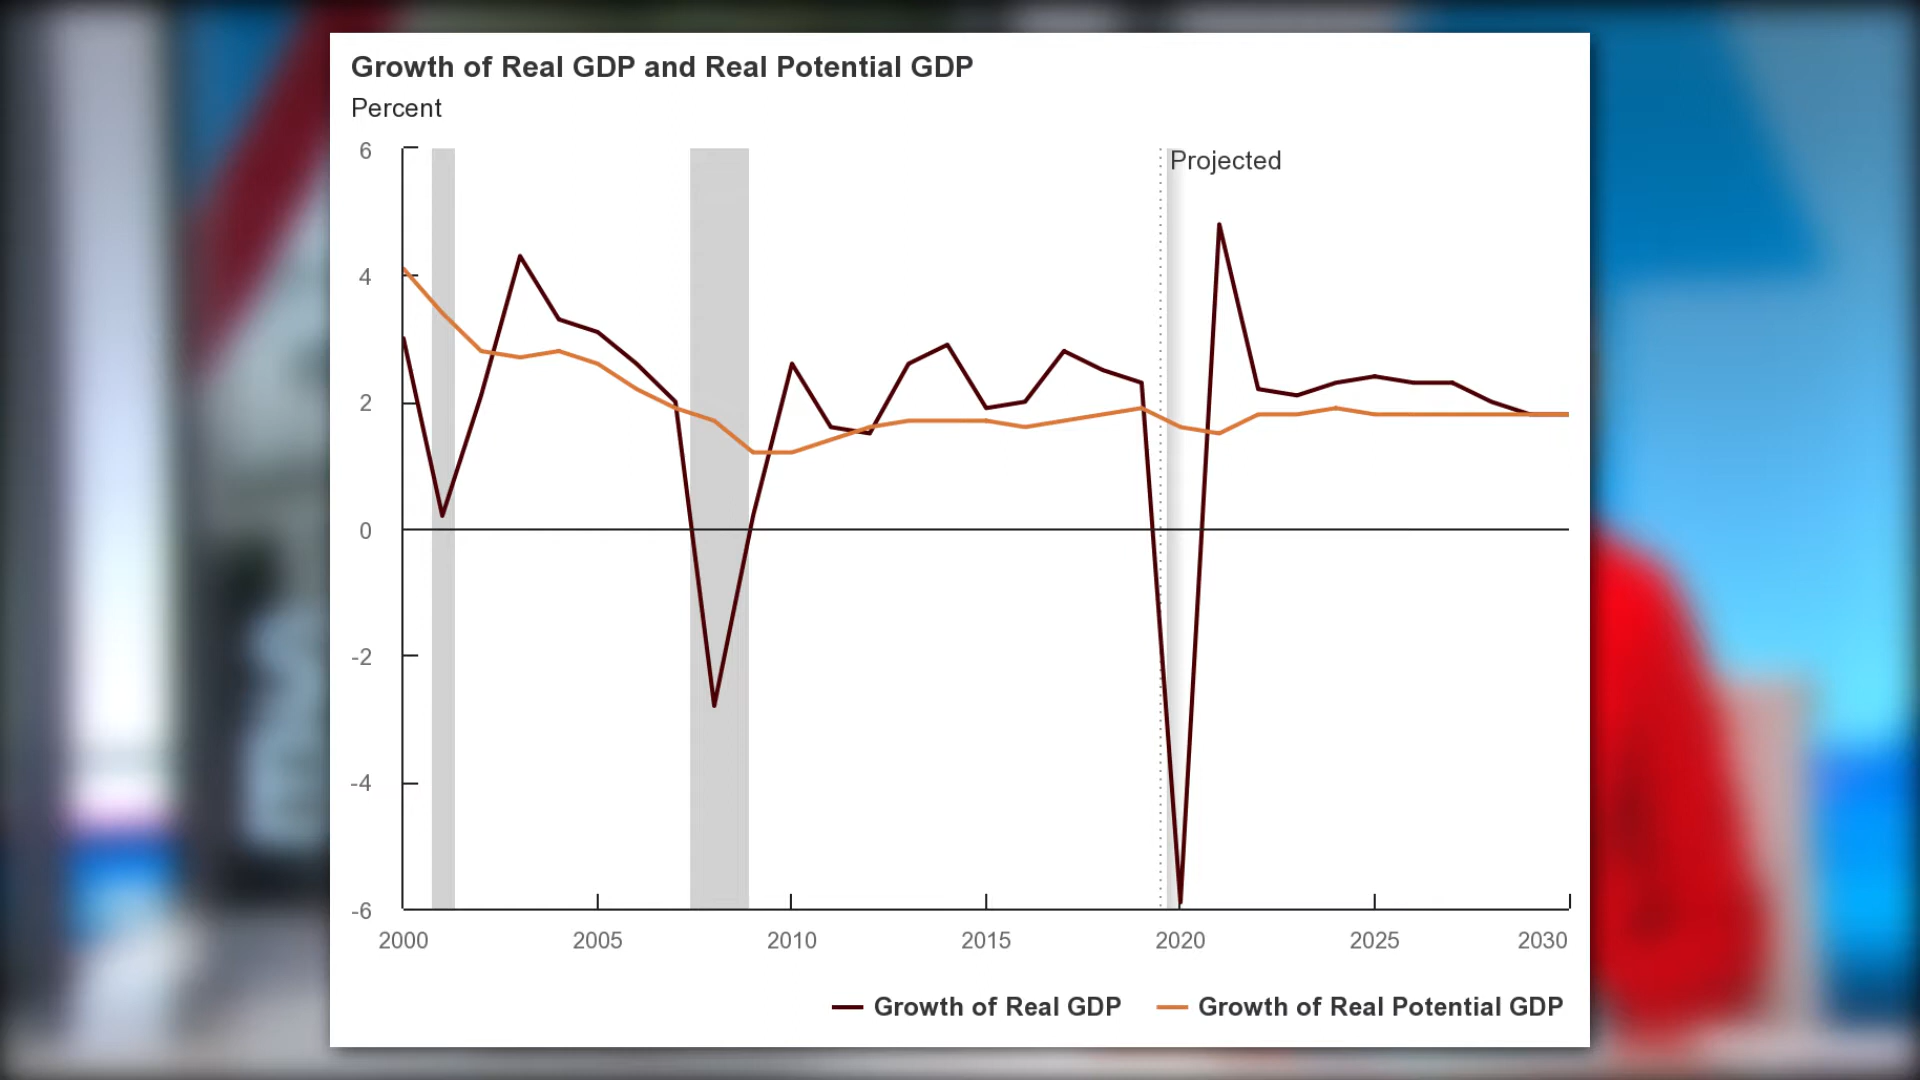 Growth of Real GDP and Real Potential GDP
Percent
6
Projected
4
2
0
-2
-4
-6
2000 2005 2010 2015 2020 2025 2030
Growth of Real GDP Growth of Real Potential GDP